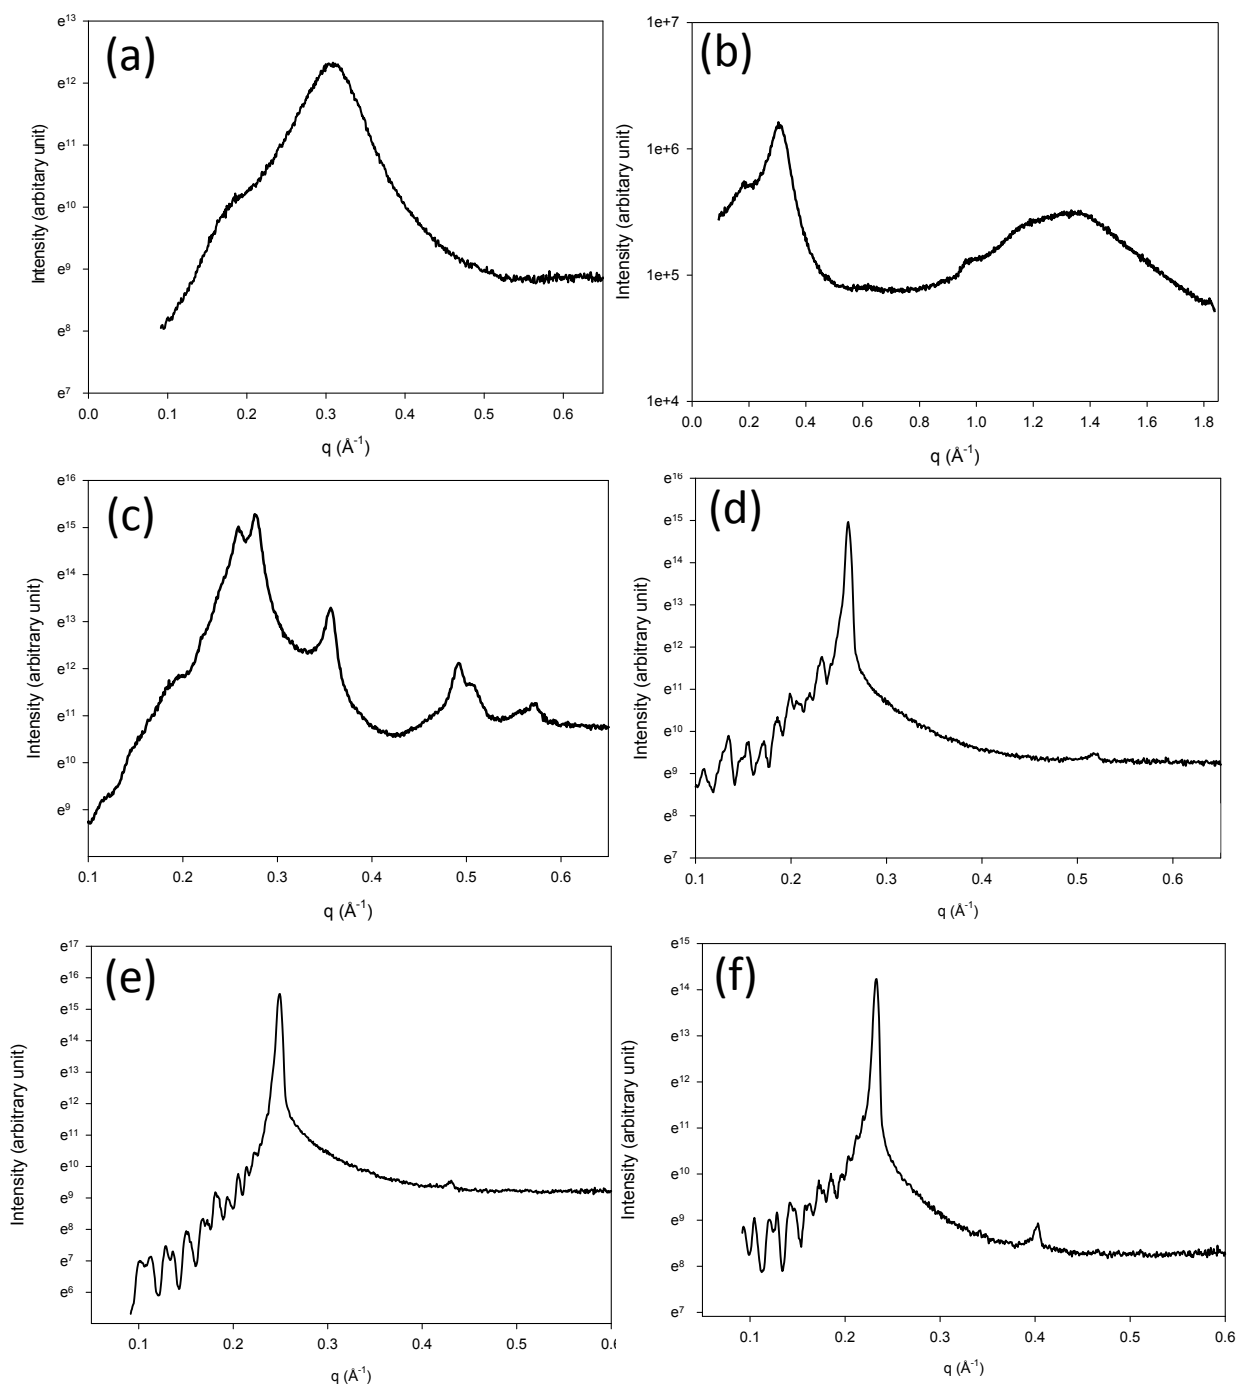 (a)
e13
e12
e11
e10
e9
e8
e7
Intensity (arbitary unit)
0.0 0.1 0.2 0.3 0.4 0.5 0.6
q (Å-1)
(b)
1e+7
1e+6
1e+5
1e+4
Intensity (arbitary unit)
0.0 0.2 0.4 0.6 0.8 1.0 1.2 1.4 1.6 1.8
q (Å-1)
(c)
e16
e15
e14
e13
e12
e11
e10
e9
Intensity (arbitrary unit)
0.1 0.2 0.3 0.4 0.5 0.6
q (Å-1)
(d)
e16
e15
e14
e13
e12
e11
e10
e9
e8
e7
Intensity (arbitrary unit)
0.1 0.2 0.3 0.4 0.5 0.6
q (Å-1)
(e)
e17
e16
e15
e14
e13
e12
e11
e10
e9
e8
e7
e6
Intensity (arbitrary unit)
0.1 0.2 0.3 0.4 0.5 0.6
q (Å-1)
(f)
e15
e14
e13
e12
e11
e10
e9
e8
e7
Intensity (arbitrary unit)
0.1 0.2 0.3 0.4 0.5 0.6
q (Å-1)